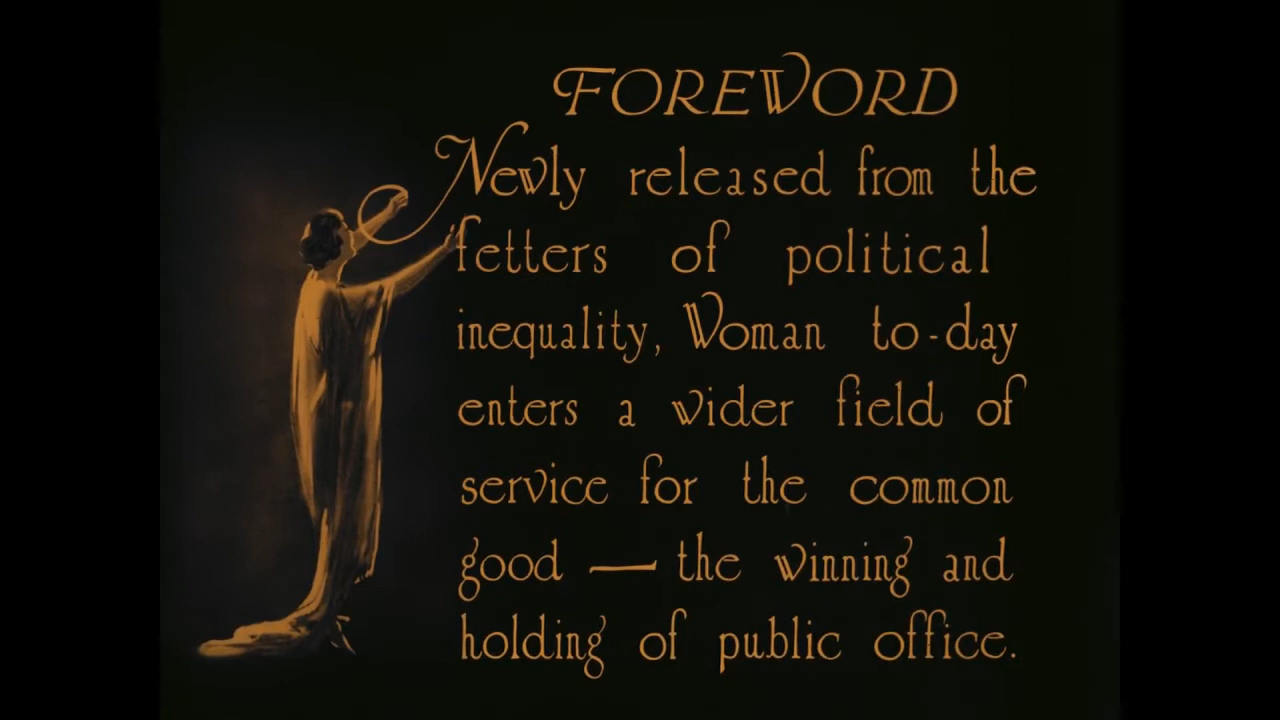 FOREWORD
Newly released from the
fetters of political
inequality, Woman to-day
enters a wider field of
service for the common
good — the winning and
holding of public office.